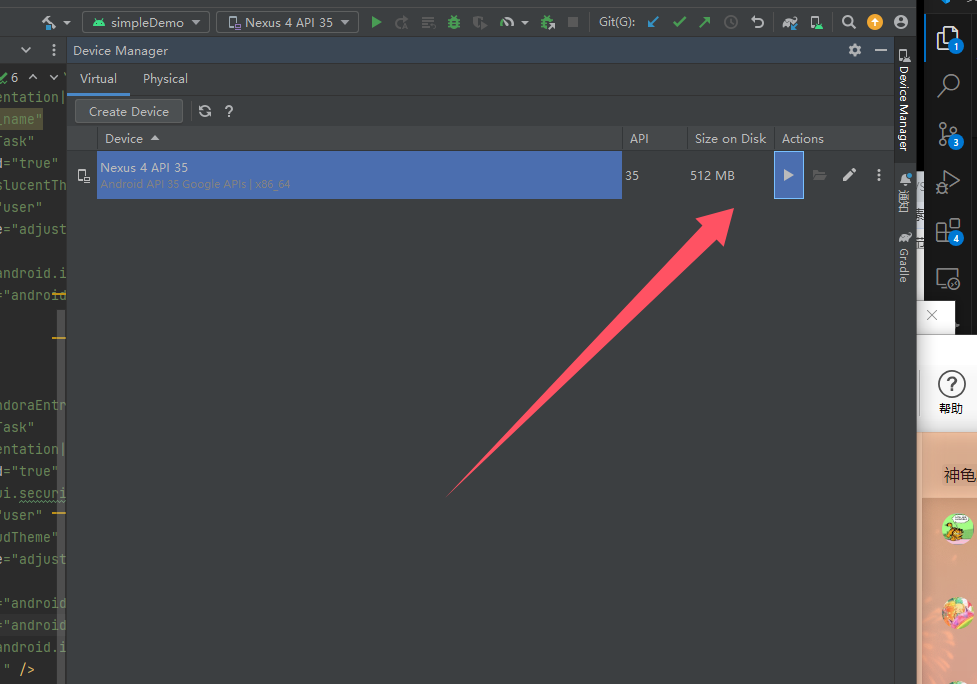 simpleDemo
Nexus 4 API 35
Git(G):
Device Manager
6
Virtual
Physical
Create Device
?
Device
API
Size on Disk
Actions
Nexus 4 API 35
Android API 35 Google APIs | x86_64
35
512 MB
entation|
_name"
Task"
d="true"
slucentTh
"user"
e="adjust
android.i
="android
ndoraEntr
Task"
entation|
d="true"
ui.securi
"user"
udTheme"
e="adjust
="android
="android
android.i
" />
Device Manager
通知
Gradle
1
3
4
?
帮助
神龟